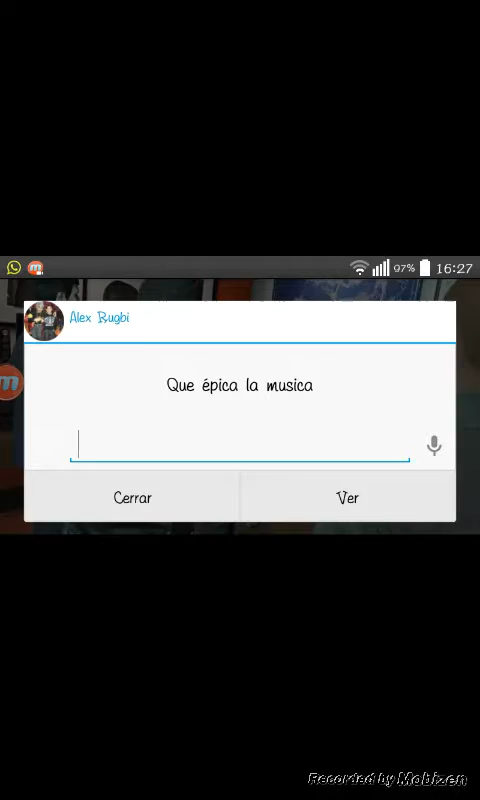 97% 16:27
Alex Rugbi
Que épica la musica
Cerrar Ver
Recorded by Mobizen